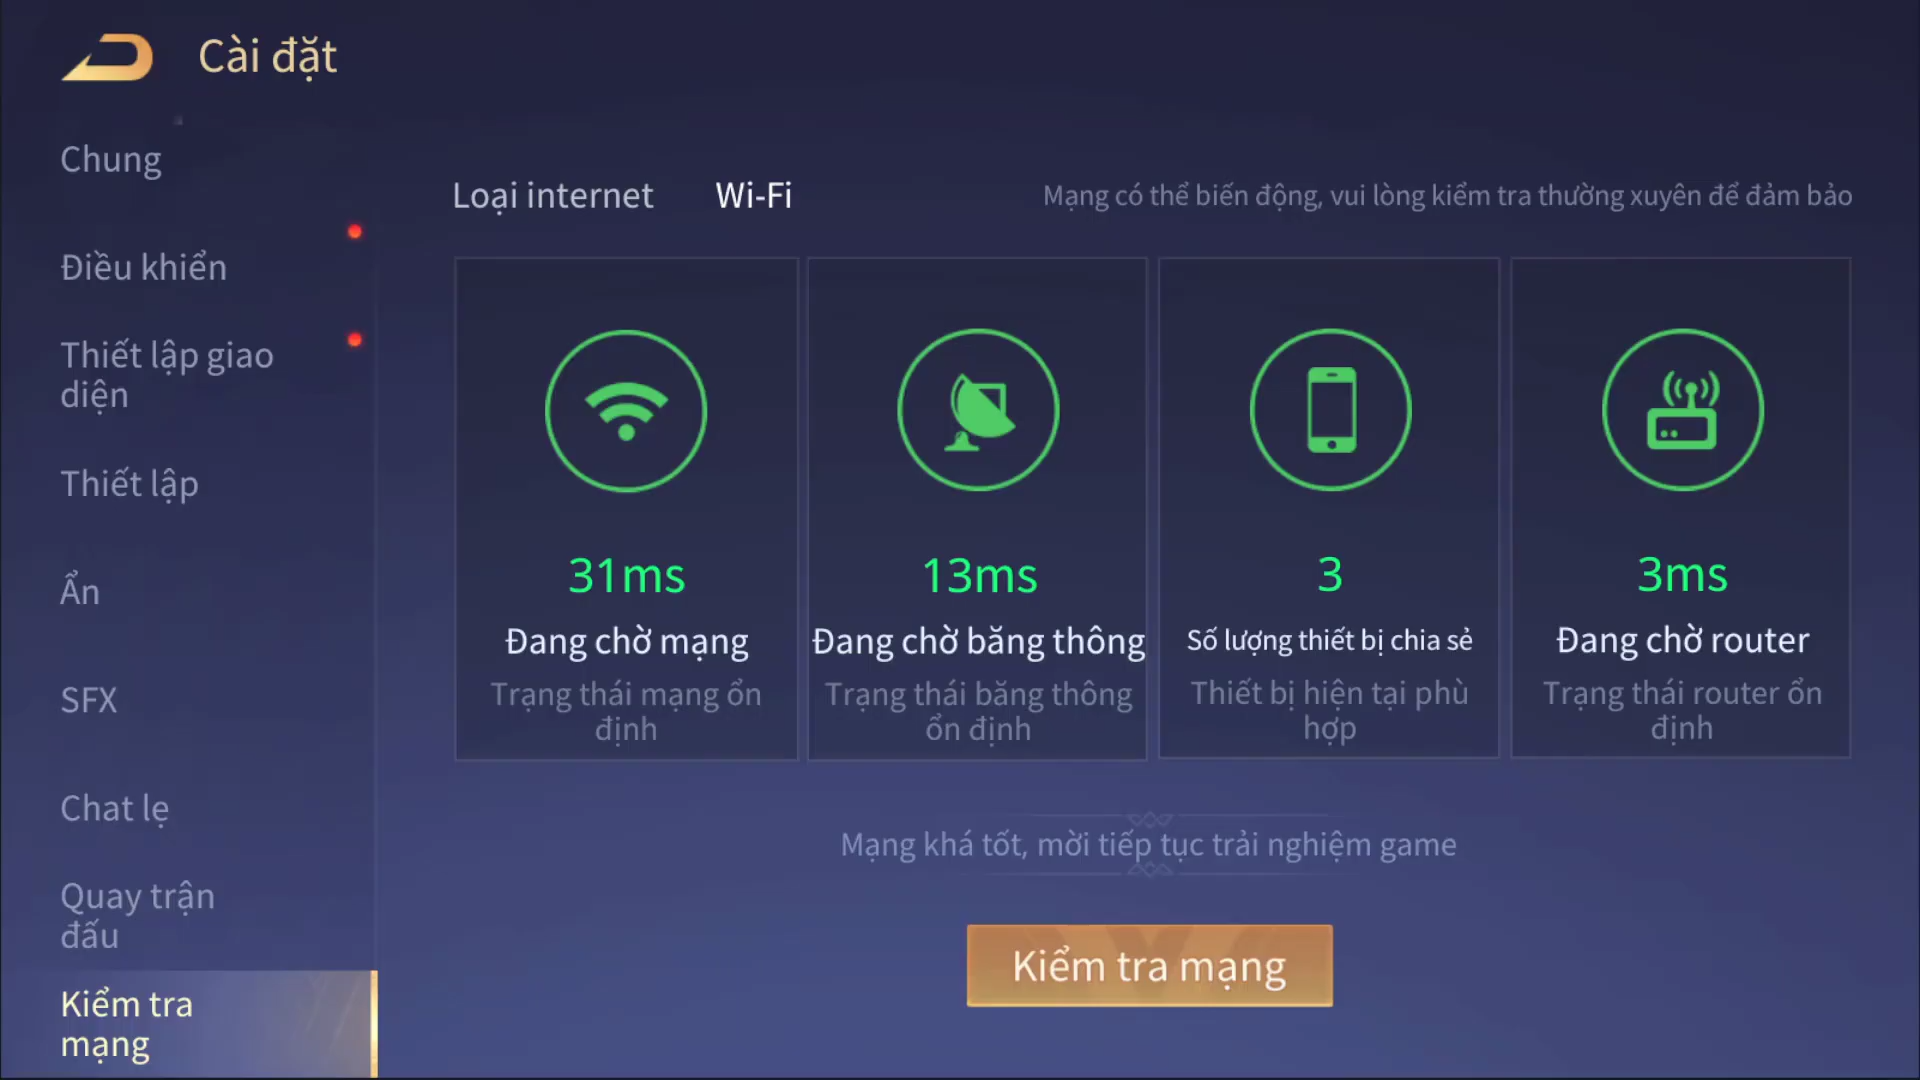 Cài đặt
Chung
Điều khiển
Thiết lập giao
diện
Thiết lập
Ẩn
SFX
Chat lẹ
Quay trận
đấu
Kiểm tra
mạng
Loại internet Wi-Fi
Mạng có thể biến động, vui lòng kiểm tra thường xuyên để đảm bảo
31ms
Đang chờ mạng
Trạng thái mạng ổn
định
13ms
Đang chờ băng thông
Trạng thái băng thông
ổn định
3
Số lượng thiết bị chia sẻ
Thiết bị hiện tại phù
hợp
3ms
Đang chờ router
Trạng thái router ổn
định
Mạng khá tốt, mời tiếp tục trải nghiệm game
Kiểm tra mạng